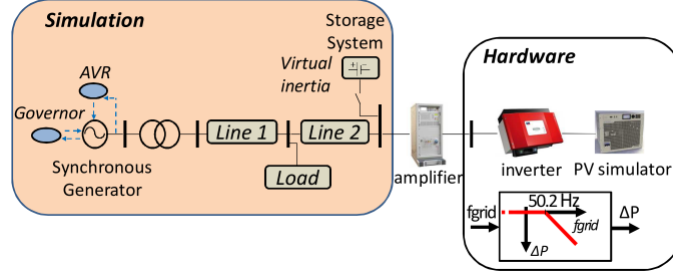 Simulation
Storage
System
Virtual
inertia
AVR
Governor
Synchronous
Generator
Line 1
Line 2
Load
amplifier
Hardware
inverter
PV simulator
fgrid
50.2 Hz
fgrid
ΔP
ΔP